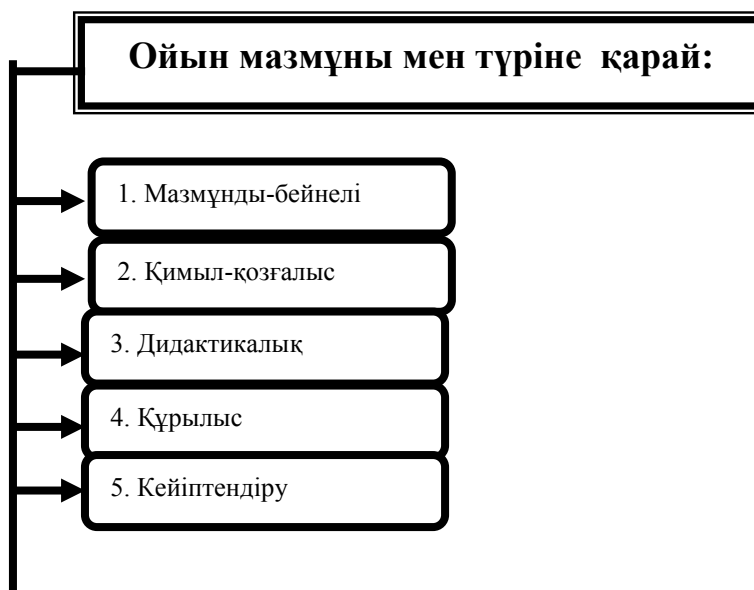 Ойын мазмұны мен түріне қарай:
1. Мазмұнды-бейнелі
2. Қимыл-қозғалыс
3. Дидактикалық
4. Құрылыс
5. Кейіптендіру